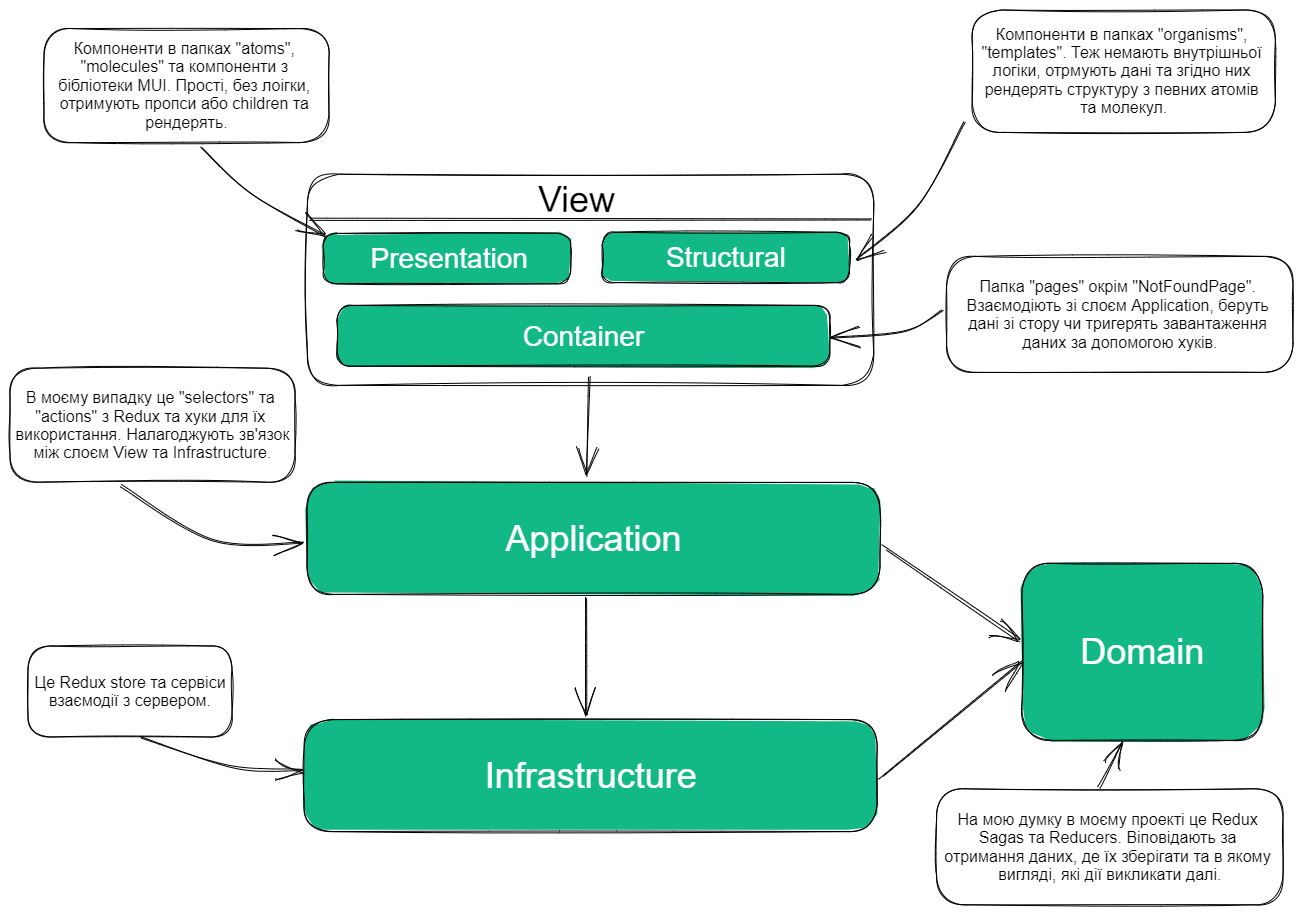 Компоненти в папках "atoms",
"molecules" та компоненти з
бібліотеки MUI. Прості, без лоігки,
отримують пропси або children та
рендерять.
Компоненти в папках "organisms",
"templates". Теж немають внутрішньої
логіки, отрмують дані та згідно них
рендерять структуру з певних атомів
та молекул.
View
Presentation
Structural
Container
Папка "pages" окрім "NotFoundPage".
Взаємодіють зі слоєм Application, беруть
дані зі стору чи тригерять завантаження
даних за допомогою хуків.
В моєму випадку це "selectors" та
"actions" з Redux та хуки для їх
використання. Налагоджують зв'язок
між слоєм View та Infrastructure.
Application
Domain
Це Redux store та сервіси
взаємодії з сервером.
Infrastructure
На мою думку в моєму проекті це Redux
Sagas та Reducers. Віповідають за
отримання даних, де їх зберігати та в якому
вигляді, які дії викликати далі.